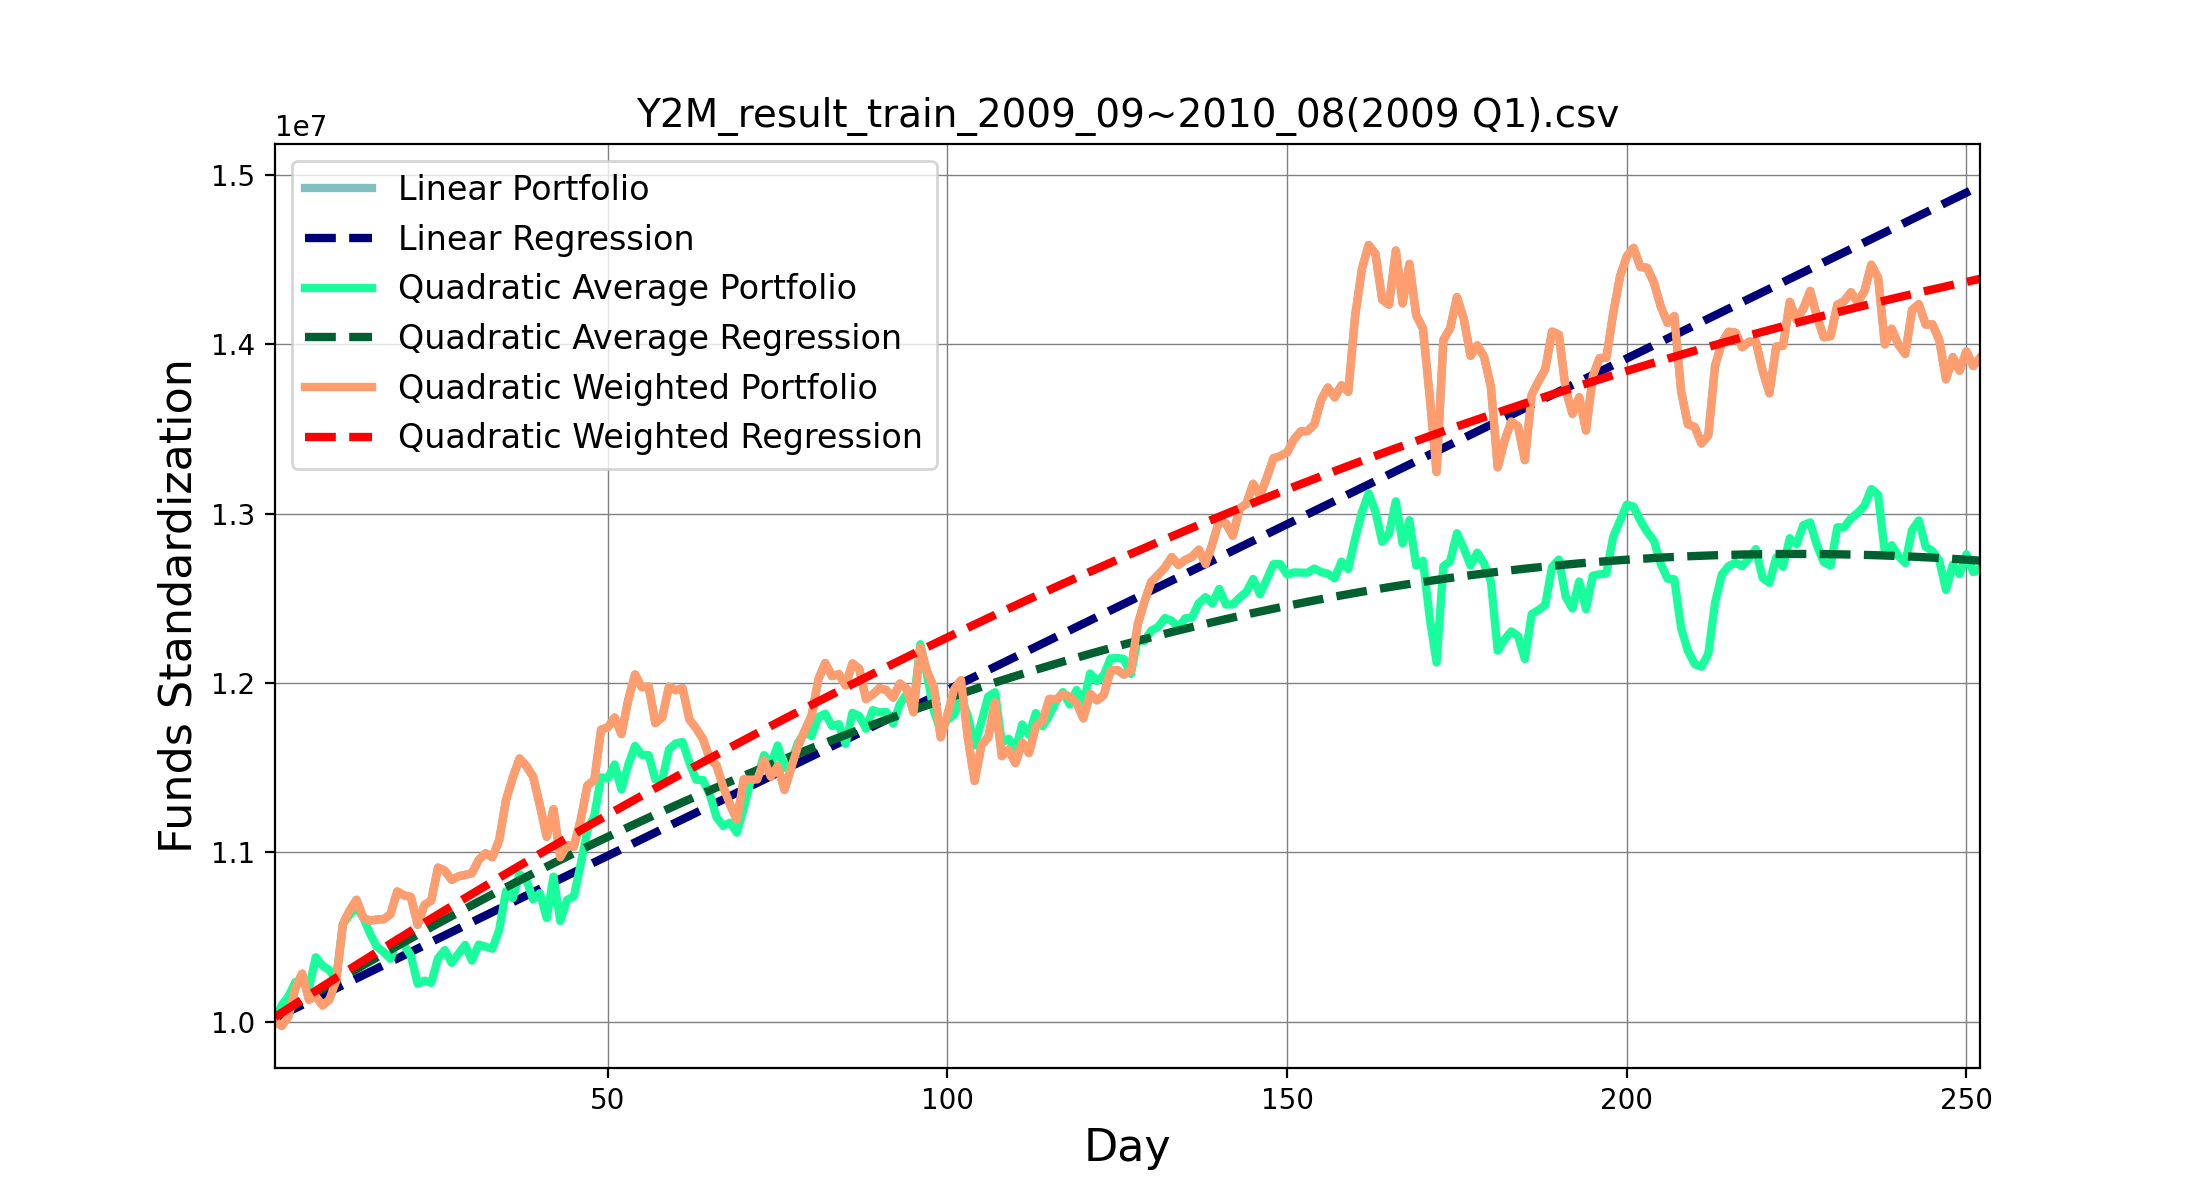 Y2M_result_train_2009_09~2010_08(2009 Q1).csv
1e7
Linear Portfolio
Linear Regression
Quadratic Average Portfolio
Quadratic Average Regression
Quadratic Weighted Portfolio
Quadratic Weighted Regression
Funds Standardization
1.5
1.4
1.3
1.2
1.1
1.0
50 100 150 200 250
Day